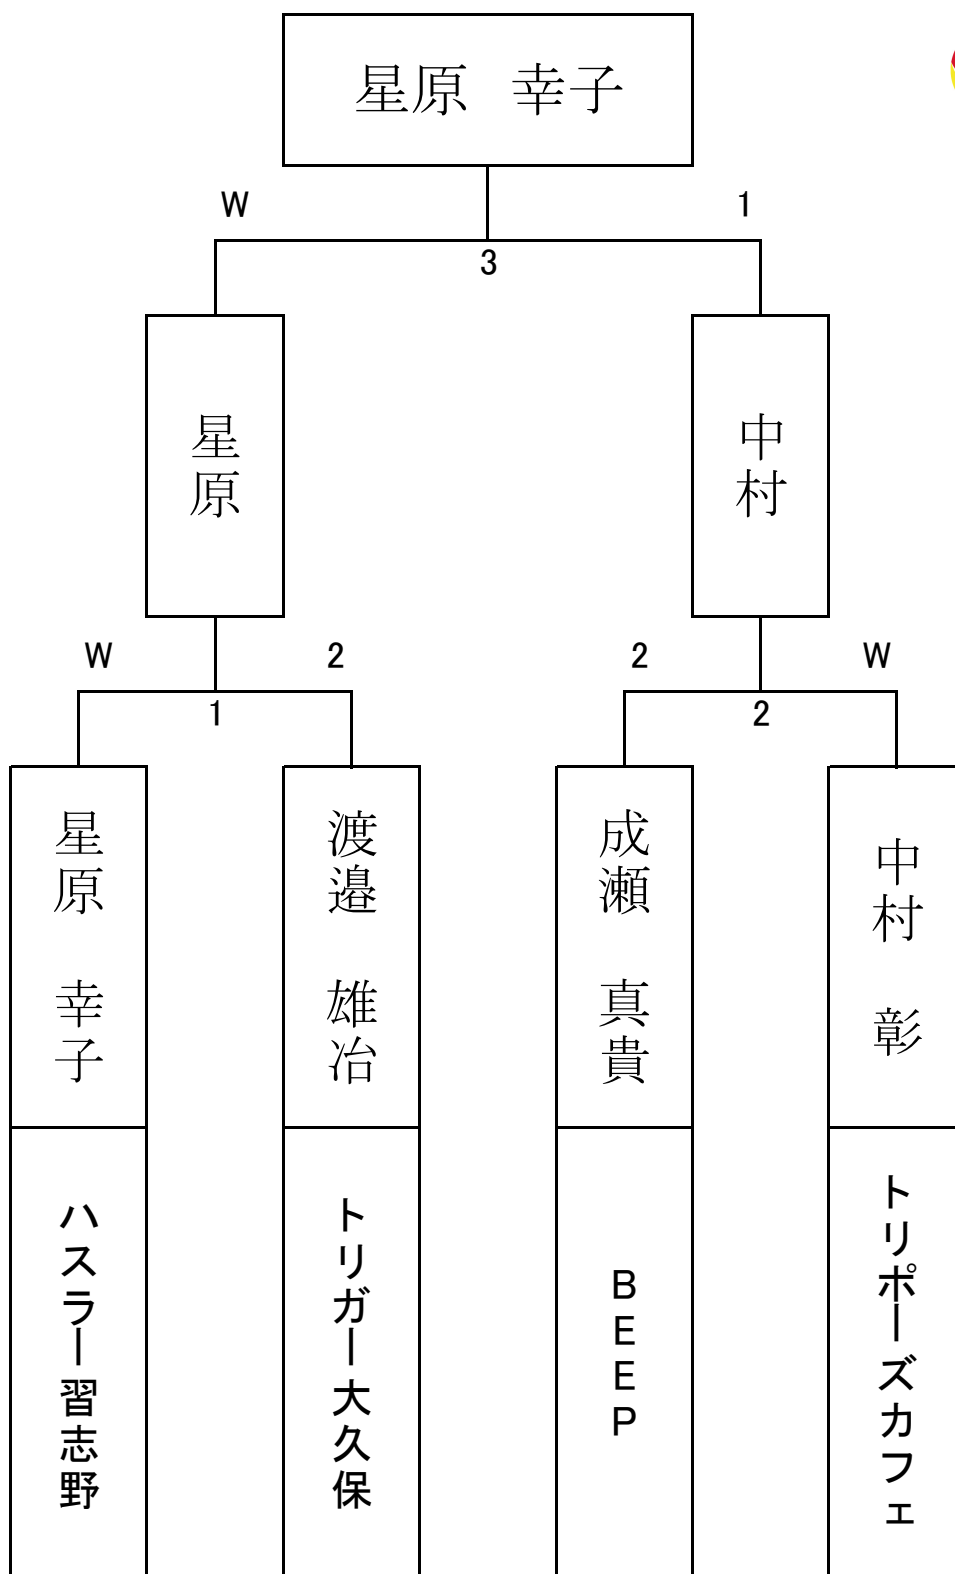 星原　幸子
W
1
3
星原
中村
W
2
2
W
1
2
星原　幸子
渡邉　雄冶
成瀬　真貴
中村　彰
ハスラー習志野
トリガー大久保
BEEP
トリポーズカフェ